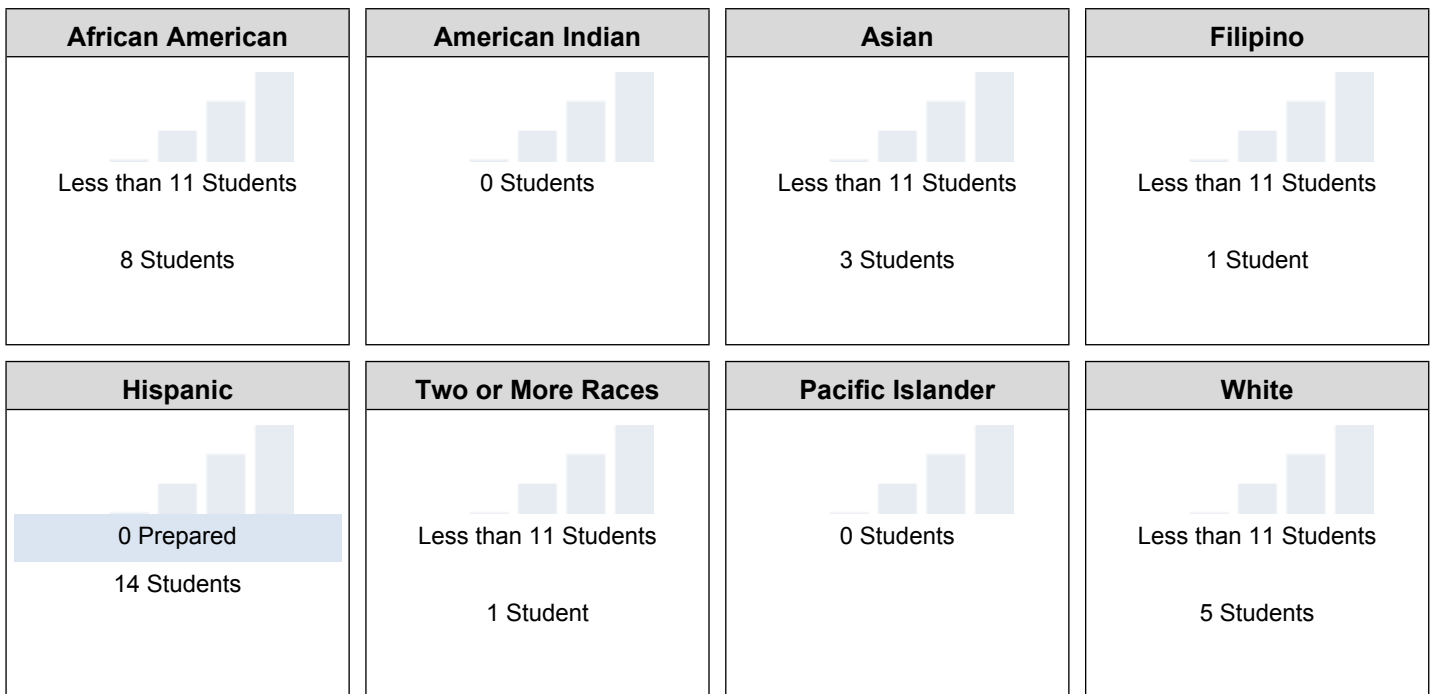 African American
Less than 11 Students
8 Students
American Indian
0 Students
Asian
Less than 11 Students
3 Students
Filipino
Less than 11 Students
1 Student
Hispanic
0 Prepared
14 Students
Two or More Races
Less than 11 Students
1 Student
Pacific Islander
0 Students
White
Less than 11 Students
5 Students